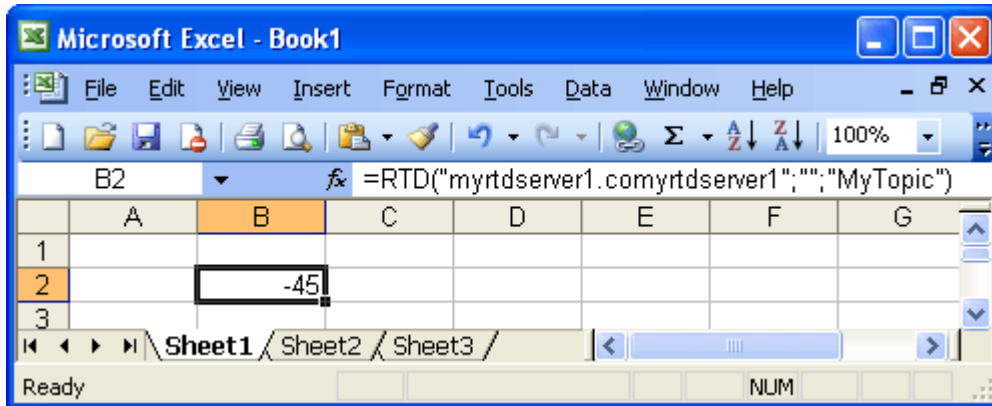 Microsoft Excel - Book1
File Edit View Insert Format Tools Data Window Help
Σ A Z Z A 100%
B2 fx =RTD("myrtdserver1.comyrtdserver1";"";"MyTopic")
A B C D E F G
1
2 -45
3
Sheet1 Sheet2 Sheet3
Ready NUM